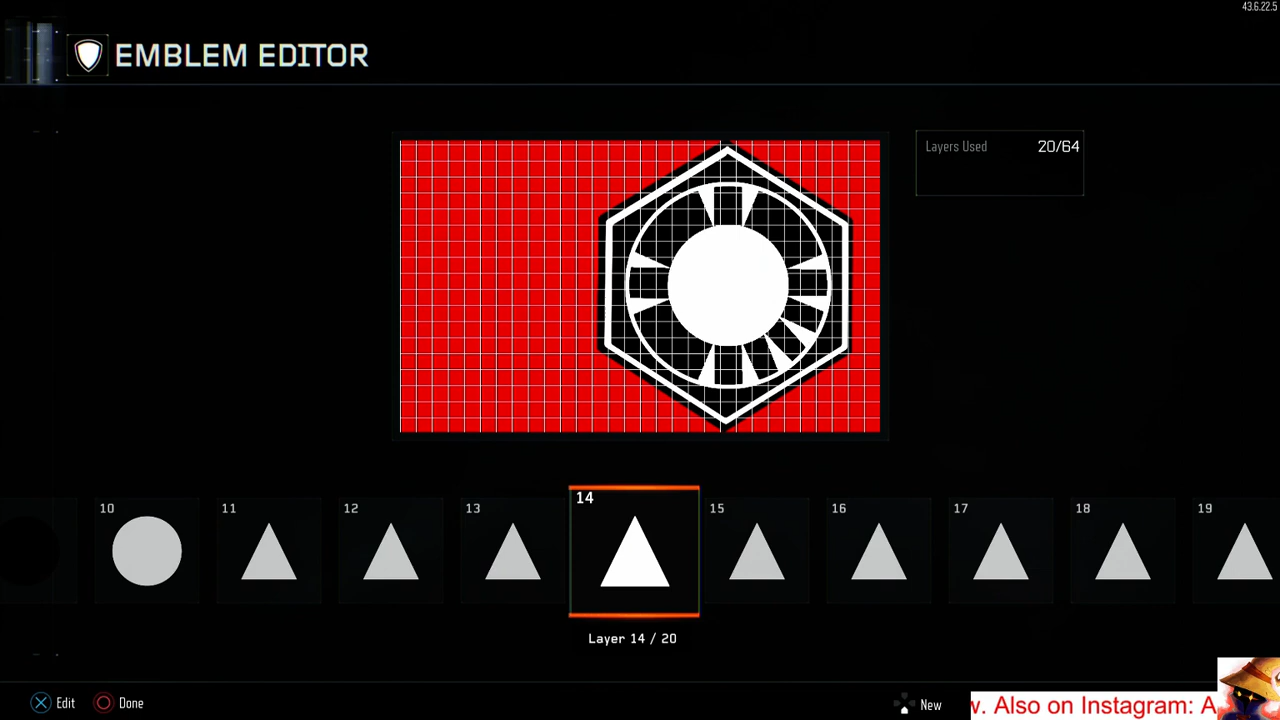 43.6.22.5
EMBLEM EDITOR
Layers Used 20/64
10 11 12 13 14 15 16 17 18 19
Layer 14 / 20
Edit Done New
. Also on Instagram: A